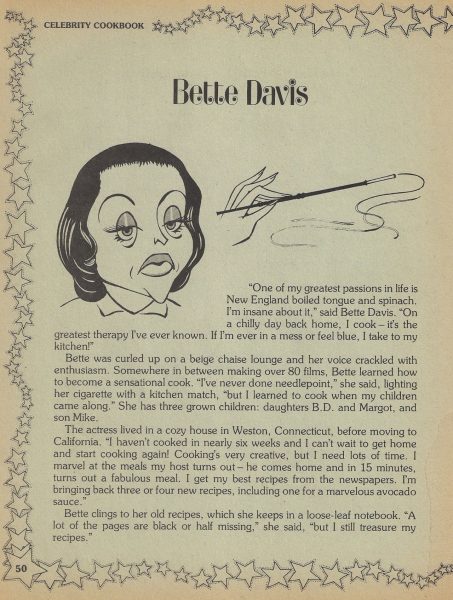 CELEBRITY COOKBOOK
Bette Davis
"One of my greatest passions in life is
New England boiled tongue and spinach.
I'm insane about it," said Bette Davis. "On
a chilly day back home, I cook – it's the
greatest therapy I've ever known. If I'm ever in a mess or feel blue, I take to my
kitchen!"
Bette was curled up on a beige chaise lounge and her voice crackled with
enthusiasm. Somewhere in between making over 80 films, Bette learned how
to become a sensational cook. "I've never done needlepoint," she said, lighting
her cigarette with a kitchen match, "but I learned to cook when my children
came along." She has three grown children: daughters B.D. and Margot, and
son Mike.
The actress lived in a cozy house in Weston, Connecticut, before moving to
California. "I haven't cooked in nearly six weeks and I can't wait to get home
and start cooking again! Cooking's very creative, but I need lots of time. I
marvel at the meals my host turns out – he comes home and in 15 minutes,
turns out a fabulous meal. I get my best recipes from the newspapers. I'm
bringing back three or four new recipes, including one for a marvelous avocado
sauce."
Bette clings to her old recipes, which she keeps in a loose-leaf notebook. "A
lot of the pages are black or half missing," she said, "but I still treasure my
recipes."
50